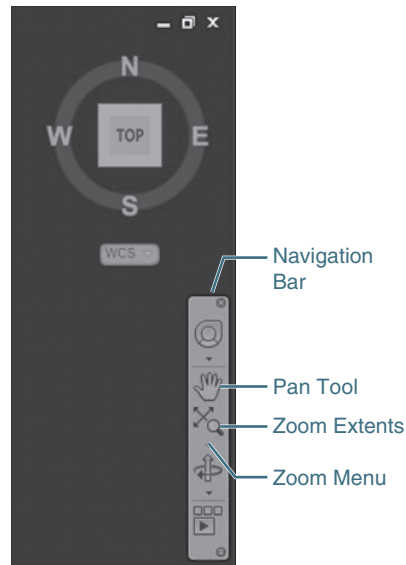 N
W
TOP
E
S
WCS
Navigation
Bar
Pan Tool
Zoom Extents
Zoom Menu